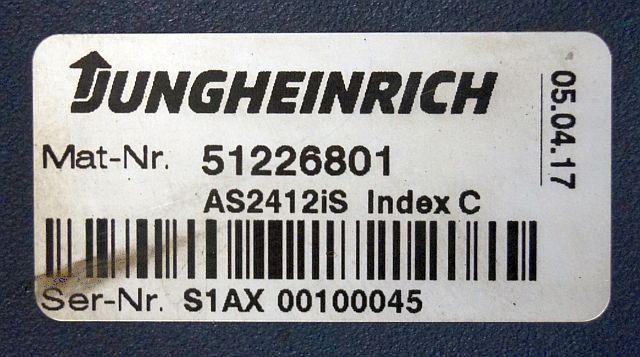 JUNGHEINRICH
Mat-Nr. 51226801
AS2412iS Index C
Ser-Nr. S1AX 00100045
05.04.17